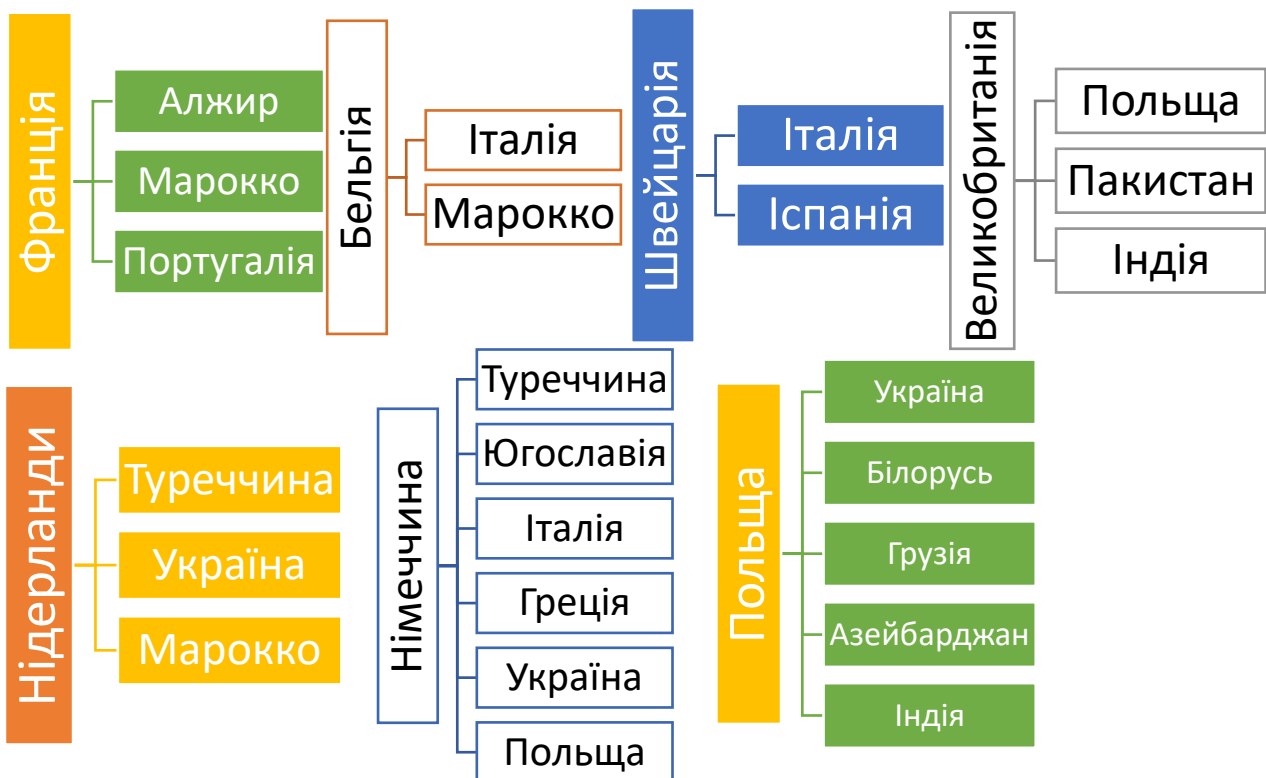 Франція
Алжир
Марокко
Португалія
Бельгія
Італія
Марокко
Швейцарія
Італія
Іспанія
Великобританія
Польща
Пакистан
Індія
Нідерланди
Туреччина
Україна
Марокко
Німеччина
Туреччина
Югославія
Італія
Греція
Україна
Польща
Польща
Україна
Білорусь
Грузія
Азейбарджан
Індія